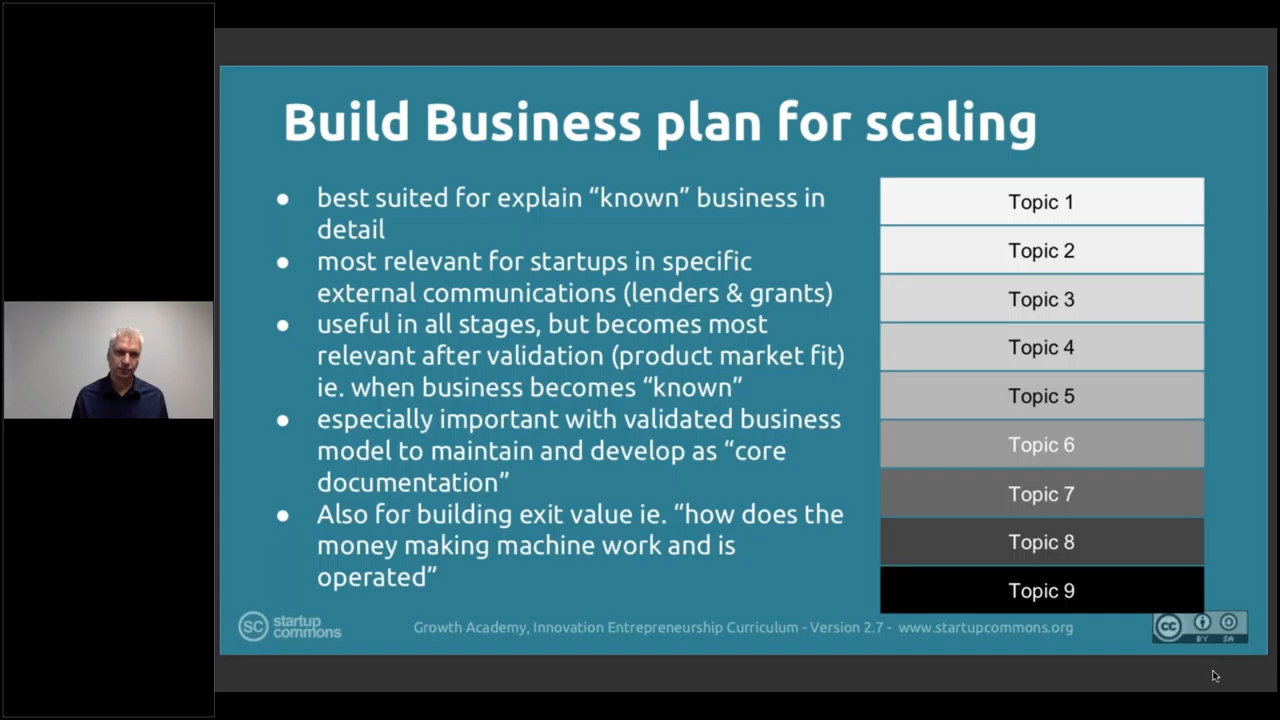 Build Business plan for scaling
● best suited for explain “known” business in
detail
● most relevant for startups in specific
external communications (lenders & grants)
● useful in all stages, but becomes most
relevant after validation (product market fit)
ie. when business becomes “known”
● especially important with validated business
model to maintain and develop as “core
documentation”
● Also for building exit value ie. “how does the
money making machine work and is
operated”
Topic 1
Topic 2
Topic 3
Topic 4
Topic 5
Topic 6
Topic 7
Topic 8
Topic 9
SC startup
commons
Growth Academy, Innovation Entrepreneurship Curriculum - Version 2.7 - www.startupcommons.org
cc
BY SA